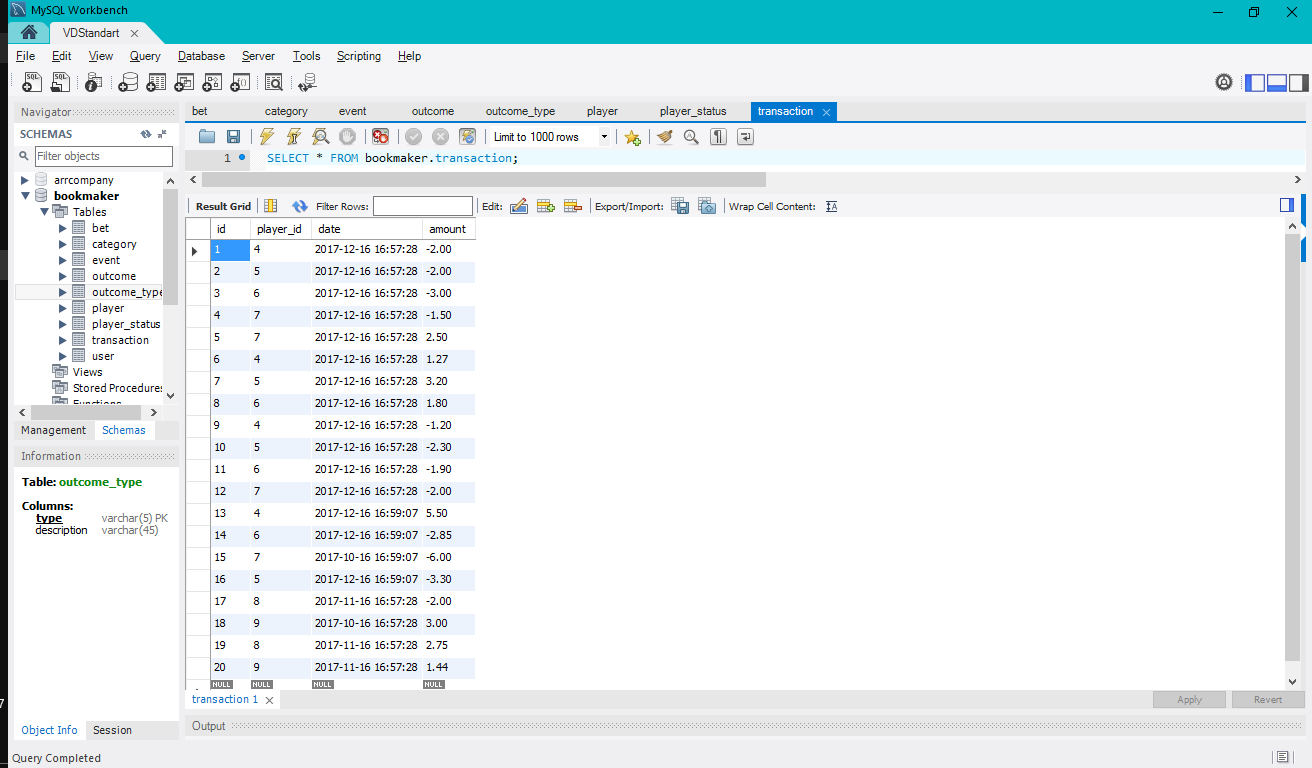 MySQL Workbench
VDStandart
File Edit View Query Database Server Tools Scripting Help
Navigator
SCHEMAS
Filter objects
arrcompany
bookmaker
Tables
bet
category
event
outcome
outcome_type
player
player_status
transaction
user
Views
Stored Procedures
Functions
Management Schemas
Information
Table: outcome_type
Columns:
type varchar(5) PK
description varchar(45)
Object Info Session
bet category event outcome outcome_type player player_status transaction
Limit to 1000 rows
1 SELECT * FROM bookmaker.transaction;
Result Grid Filter Rows: Edit: Export/Import: Wrap Cell Content:
id player_id date amount
1 4 2017-12-16 16:57:28 -2.00
2 5 2017-12-16 16:57:28 -2.00
3 6 2017-12-16 16:57:28 -3.00
4 7 2017-12-16 16:57:28 -1.50
5 7 2017-12-16 16:57:28 2.50
6 4 2017-12-16 16:57:28 1.27
7 5 2017-12-16 16:57:28 3.20
8 6 2017-12-16 16:57:28 1.80
9 4 2017-12-16 16:57:28 -1.20
10 5 2017-12-16 16:57:28 -2.30
11 6 2017-12-16 16:57:28 -1.90
12 7 2017-12-16 16:57:28 -2.00
13 4 2017-12-16 16:59:07 5.50
14 6 2017-12-16 16:59:07 -2.85
15 7 2017-10-16 16:59:07 -6.00
16 5 2017-12-16 16:59:07 -3.30
17 8 2017-11-16 16:57:28 -2.00
18 9 2017-10-16 16:57:28 3.00
19 8 2017-11-16 16:57:28 2.75
20 9 2017-11-16 16:57:28 1.44
NULL NULL NULL NULL
transaction 1
Apply Revert
Output
Query Completed